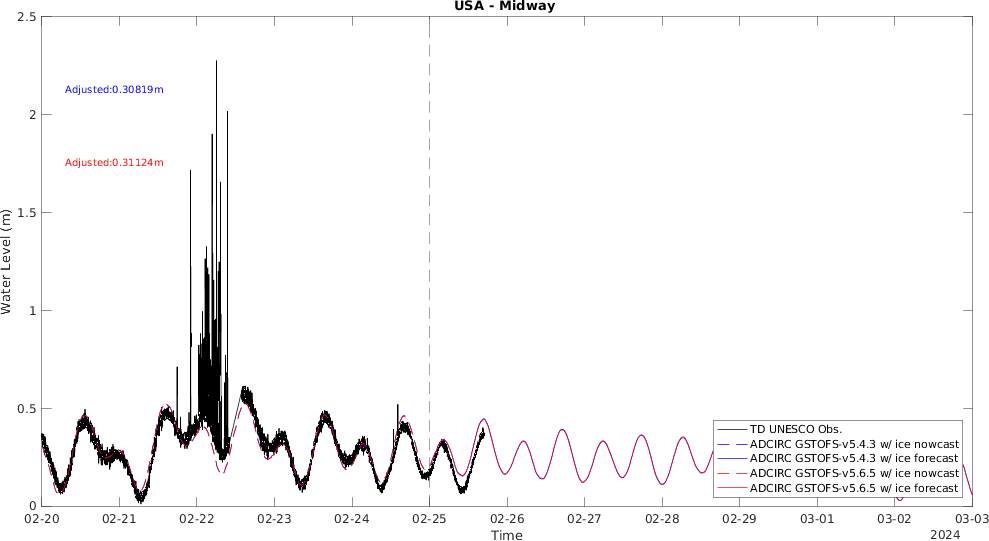 USA - Midway
2.5
2
1.5
1
0.5
0
Water Level (m)
Adjusted:0.30819m
Adjusted:0.31124m
TD UNESCO Obs.
ADCIRC GSTOFS-v5.4.3 w/ ice nowcast
ADCIRC GSTOFS-v5.4.3 w/ ice forecast
ADCIRC GSTOFS-v5.6.5 w/ ice nowcast
ADCIRC GSTOFS-v5.6.5 w/ ice forecast
02-20 02-21 02-22 02-23 02-24 02-25 02-26 02-27 02-28 02-29 03-01 03-02 03-03
Time
2024